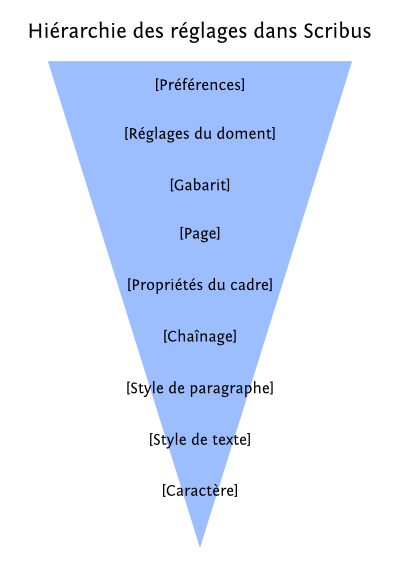 Hiérarchie des réglages dans Scribus
[Préférences]
[Réglages du doment]
[Gabarit]
[Page]
[Propriétés du cadre]
[Chaînage]
[Style de paragraphe]
[Style de texte]
[Caractère]